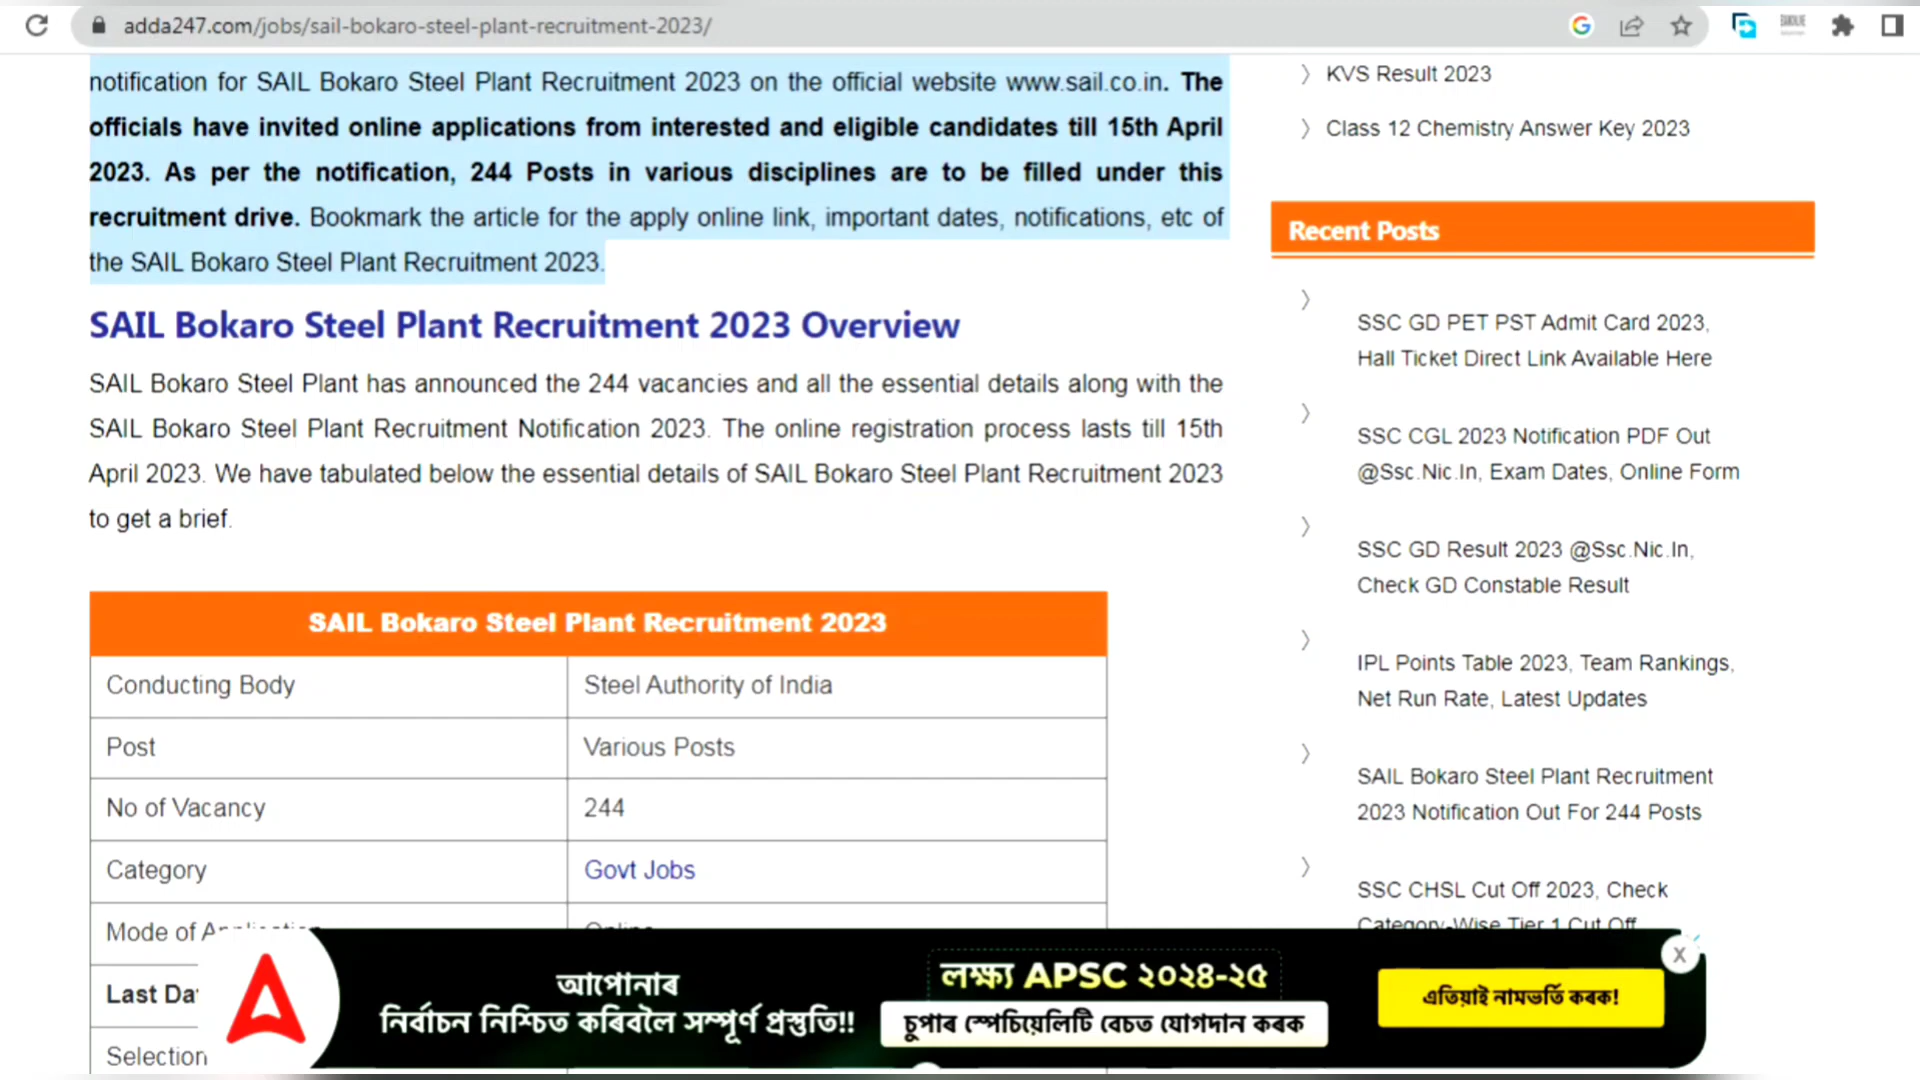 adda247.com/jobs/sail-bokaro-steel-plant-recruitment-2023/
notification for SAIL Bokaro Steel Plant Recruitment 2023 on the official website www.sail.co.in. The
officials have invited online applications from interested and eligible candidates till 15th April
2023. As per the notification, 244 Posts in various disciplines are to be filled under this
recruitment drive. Bookmark the article for the apply online link, important dates, notifications, etc of
the SAIL Bokaro Steel Plant Recruitment 2023.
SAIL Bokaro Steel Plant Recruitment 2023 Overview
SAIL Bokaro Steel Plant has announced the 244 vacancies and all the essential details along with the
SAIL Bokaro Steel Plant Recruitment Notification 2023. The online registration process lasts till 15th
April 2023. We have tabulated below the essential details of SAIL Bokaro Steel Plant Recruitment 2023
to get a brief.
SAIL Bokaro Steel Plant Recruitment 2023
Conducting Body Steel Authority of India
Post Various Posts
No of Vacancy 244
Category Govt Jobs
Mode of Application Online
Last Da
Selection
KVS Result 2023
Class 12 Chemistry Answer Key 2023
Recent Posts
SSC GD PET PST Admit Card 2023,
Hall Ticket Direct Link Available Here
SSC CGL 2023 Notification PDF Out
@Ssc.Nic.In, Exam Dates, Online Form
SSC GD Result 2023 @Ssc.Nic.In,
Check GD Constable Result
IPL Points Table 2023, Team Rankings,
Net Run Rate, Latest Updates
SAIL Bokaro Steel Plant Recruitment
2023 Notification Out For 244 Posts
SSC CHSL Cut Off 2023, Check
Category-Wise Tier 1 Cut Off
আপোনাৰ
নিৰ্বাচন নিশ্চিত কৰিবলৈ সম্পূৰ্ণ প্ৰস্তুতি!!
লক্ষ্য APSC ২০২৪-২৫
চুপাৰ স্পেচিয়েলিটি বেচত যোগদান কৰক
এতিয়াই নামভৰ্তি কৰক!
X